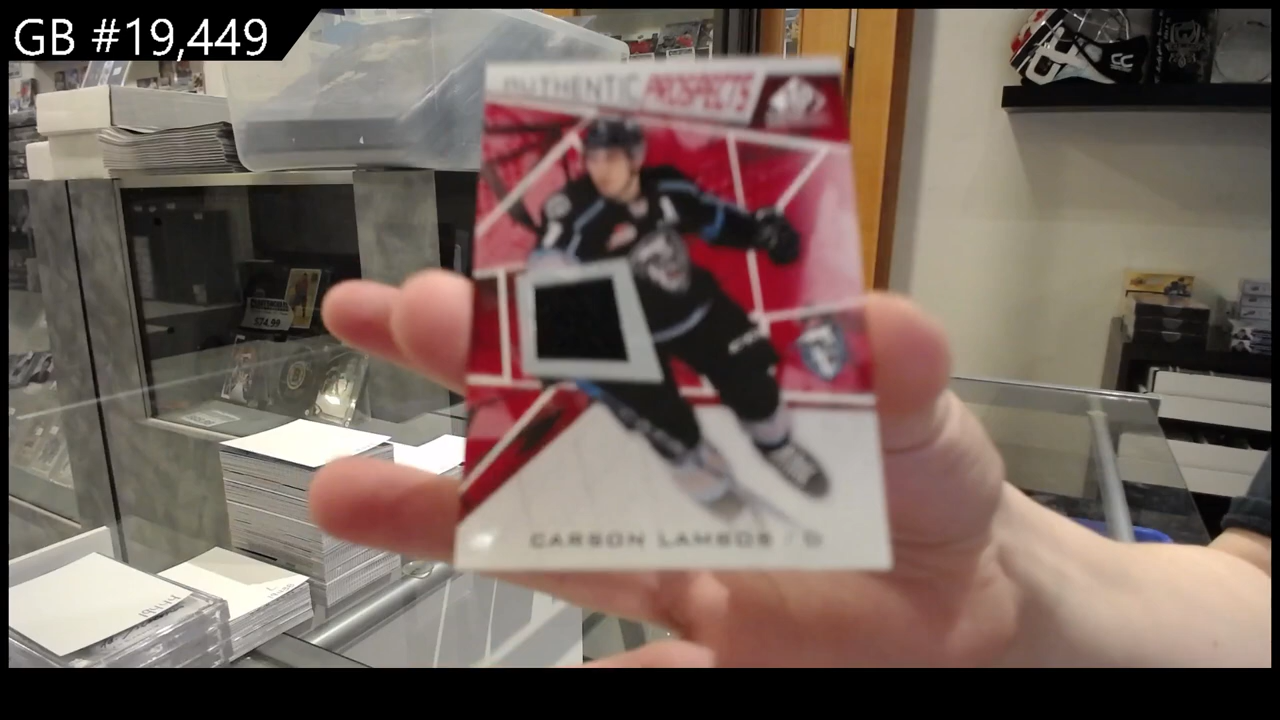 GB #19,449
AUTHENTIC PROSPECTS
$74.99
CARSON LAMBOS / D